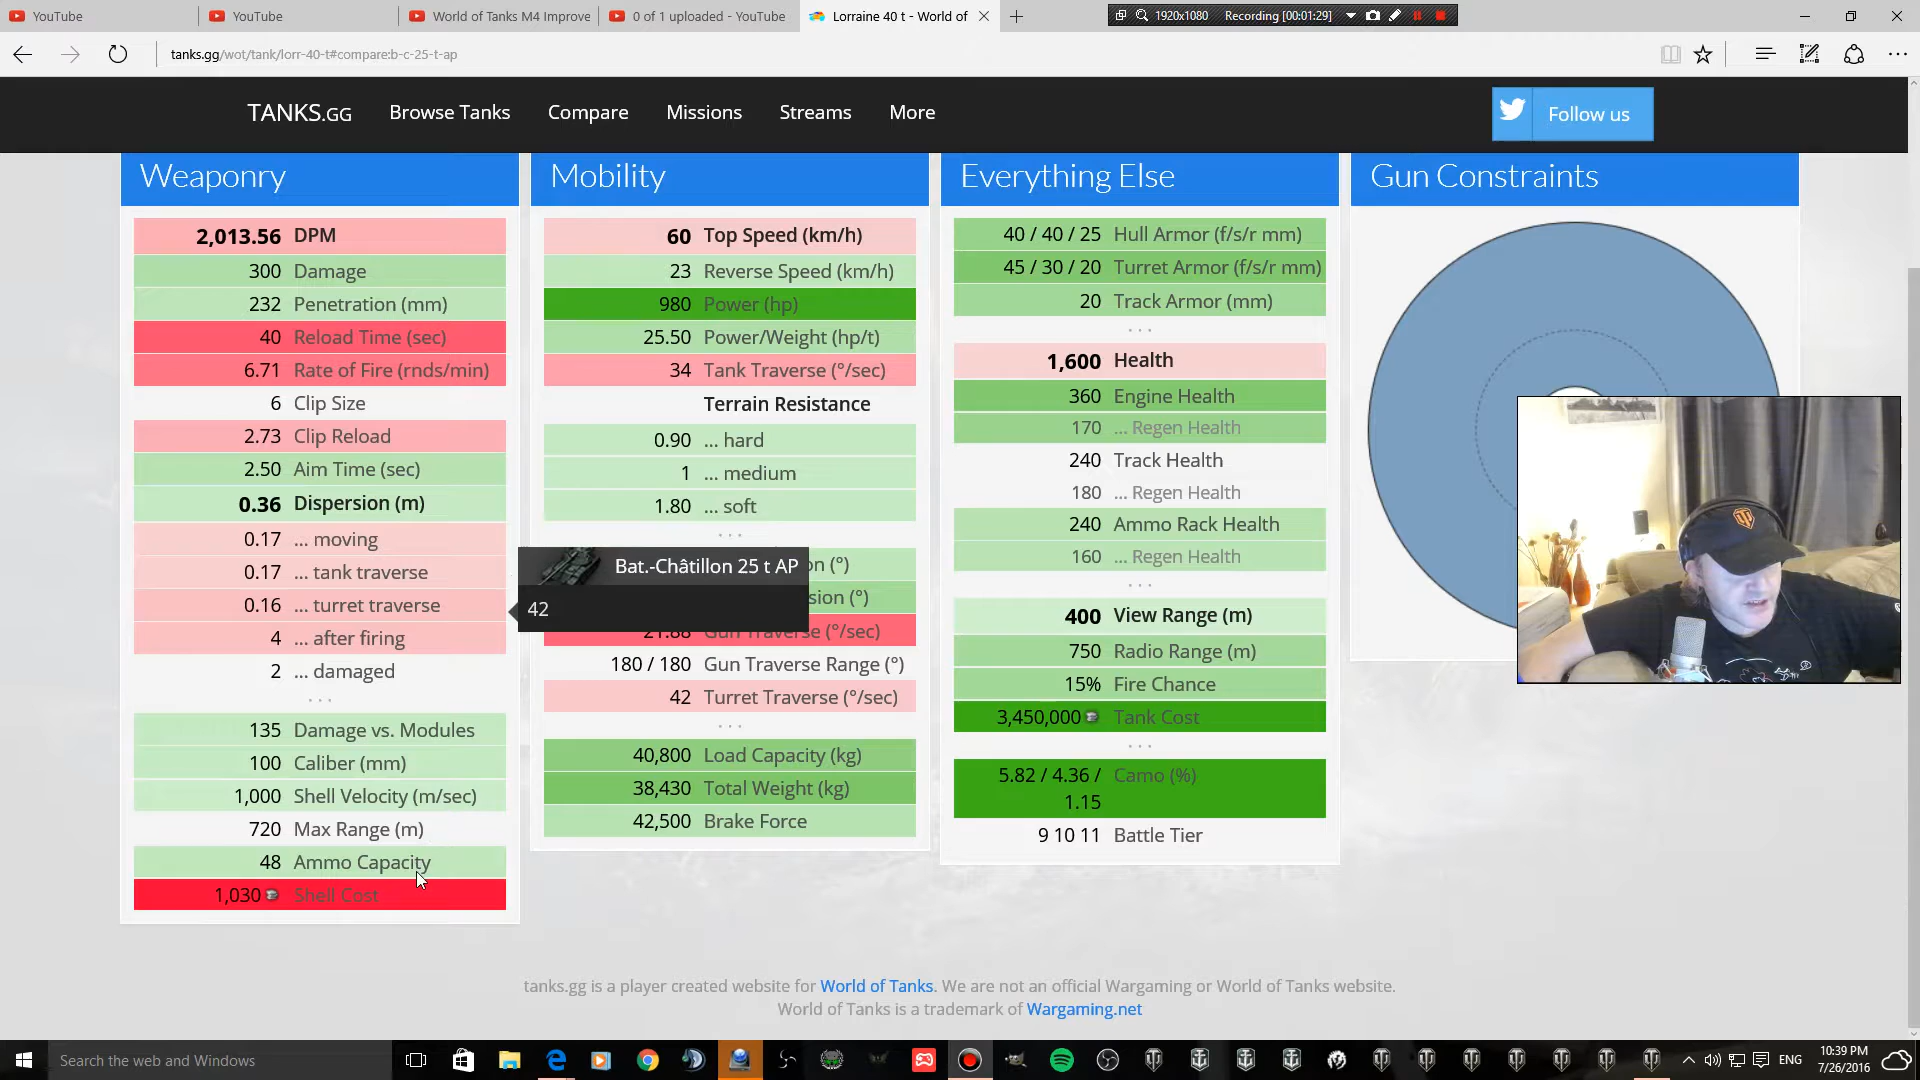 YouTube
YouTube
World of Tanks M4 Improve
0 of 1 uploaded - YouTube
Lorraine 40 t - World of
1920x1080
Recording [00:01:29]
tanks.gg/wot/tank/lorr-40-t#compare:b-c-25-t-ap
TANKS.GG
Browse Tanks
Compare
Missions
Streams
More
Follow us
Weaponry
2,013.56 DPM
300 Damage
232 Penetration (mm)
40 Reload Time (sec)
6.71 Rate of Fire (rnds/min)
6 Clip Size
2.73 Clip Reload
2.50 Aim Time (sec)
0.36 Dispersion (m)
0.17 ... moving
0.17 ... tank traverse
0.16 ... turret traverse
4 ... after firing
2 ... damaged
...
135 Damage vs. Modules
100 Caliber (mm)
1,000 Shell Velocity (m/sec)
720 Max Range (m)
48 Ammo Capacity
1,030 Shell Cost
Mobility
60 Top Speed (km/h)
23 Reverse Speed (km/h)
980 Power (hp)
25.50 Power/Weight (hp/t)
34 Tank Traverse (°/sec)
Terrain Resistance
0.90 ... hard
1 ... medium
1.80 ... soft
...
Bat.-Châtillon 25 t AP
42
on (°)
sion (°)
21.88 Gun Traverse (°/sec)
180 / 180 Gun Traverse Range (°)
42 Turret Traverse (°/sec)
...
40,800 Load Capacity (kg)
38,430 Total Weight (kg)
42,500 Brake Force
Everything Else
40 / 40 / 25 Hull Armor (f/s/r mm)
45 / 30 / 20 Turret Armor (f/s/r mm)
20 Track Armor (mm)
...
1,600 Health
360 Engine Health
170 ... Regen Health
240 Track Health
180 ... Regen Health
240 Ammo Rack Health
160 ... Regen Health
...
400 View Range (m)
750 Radio Range (m)
15% Fire Chance
3,450,000 Tank Cost
...
5.82 / 4.36 / Camo (%)
1.15
9 10 11 Battle Tier
Gun Constraints
tanks.gg is a player created website for World of Tanks. We are not an official Wargaming or World of Tanks website.
World of Tanks is a trademark of Wargaming.net
Search the web and Windows
ENG
10:39 PM
7/26/2016